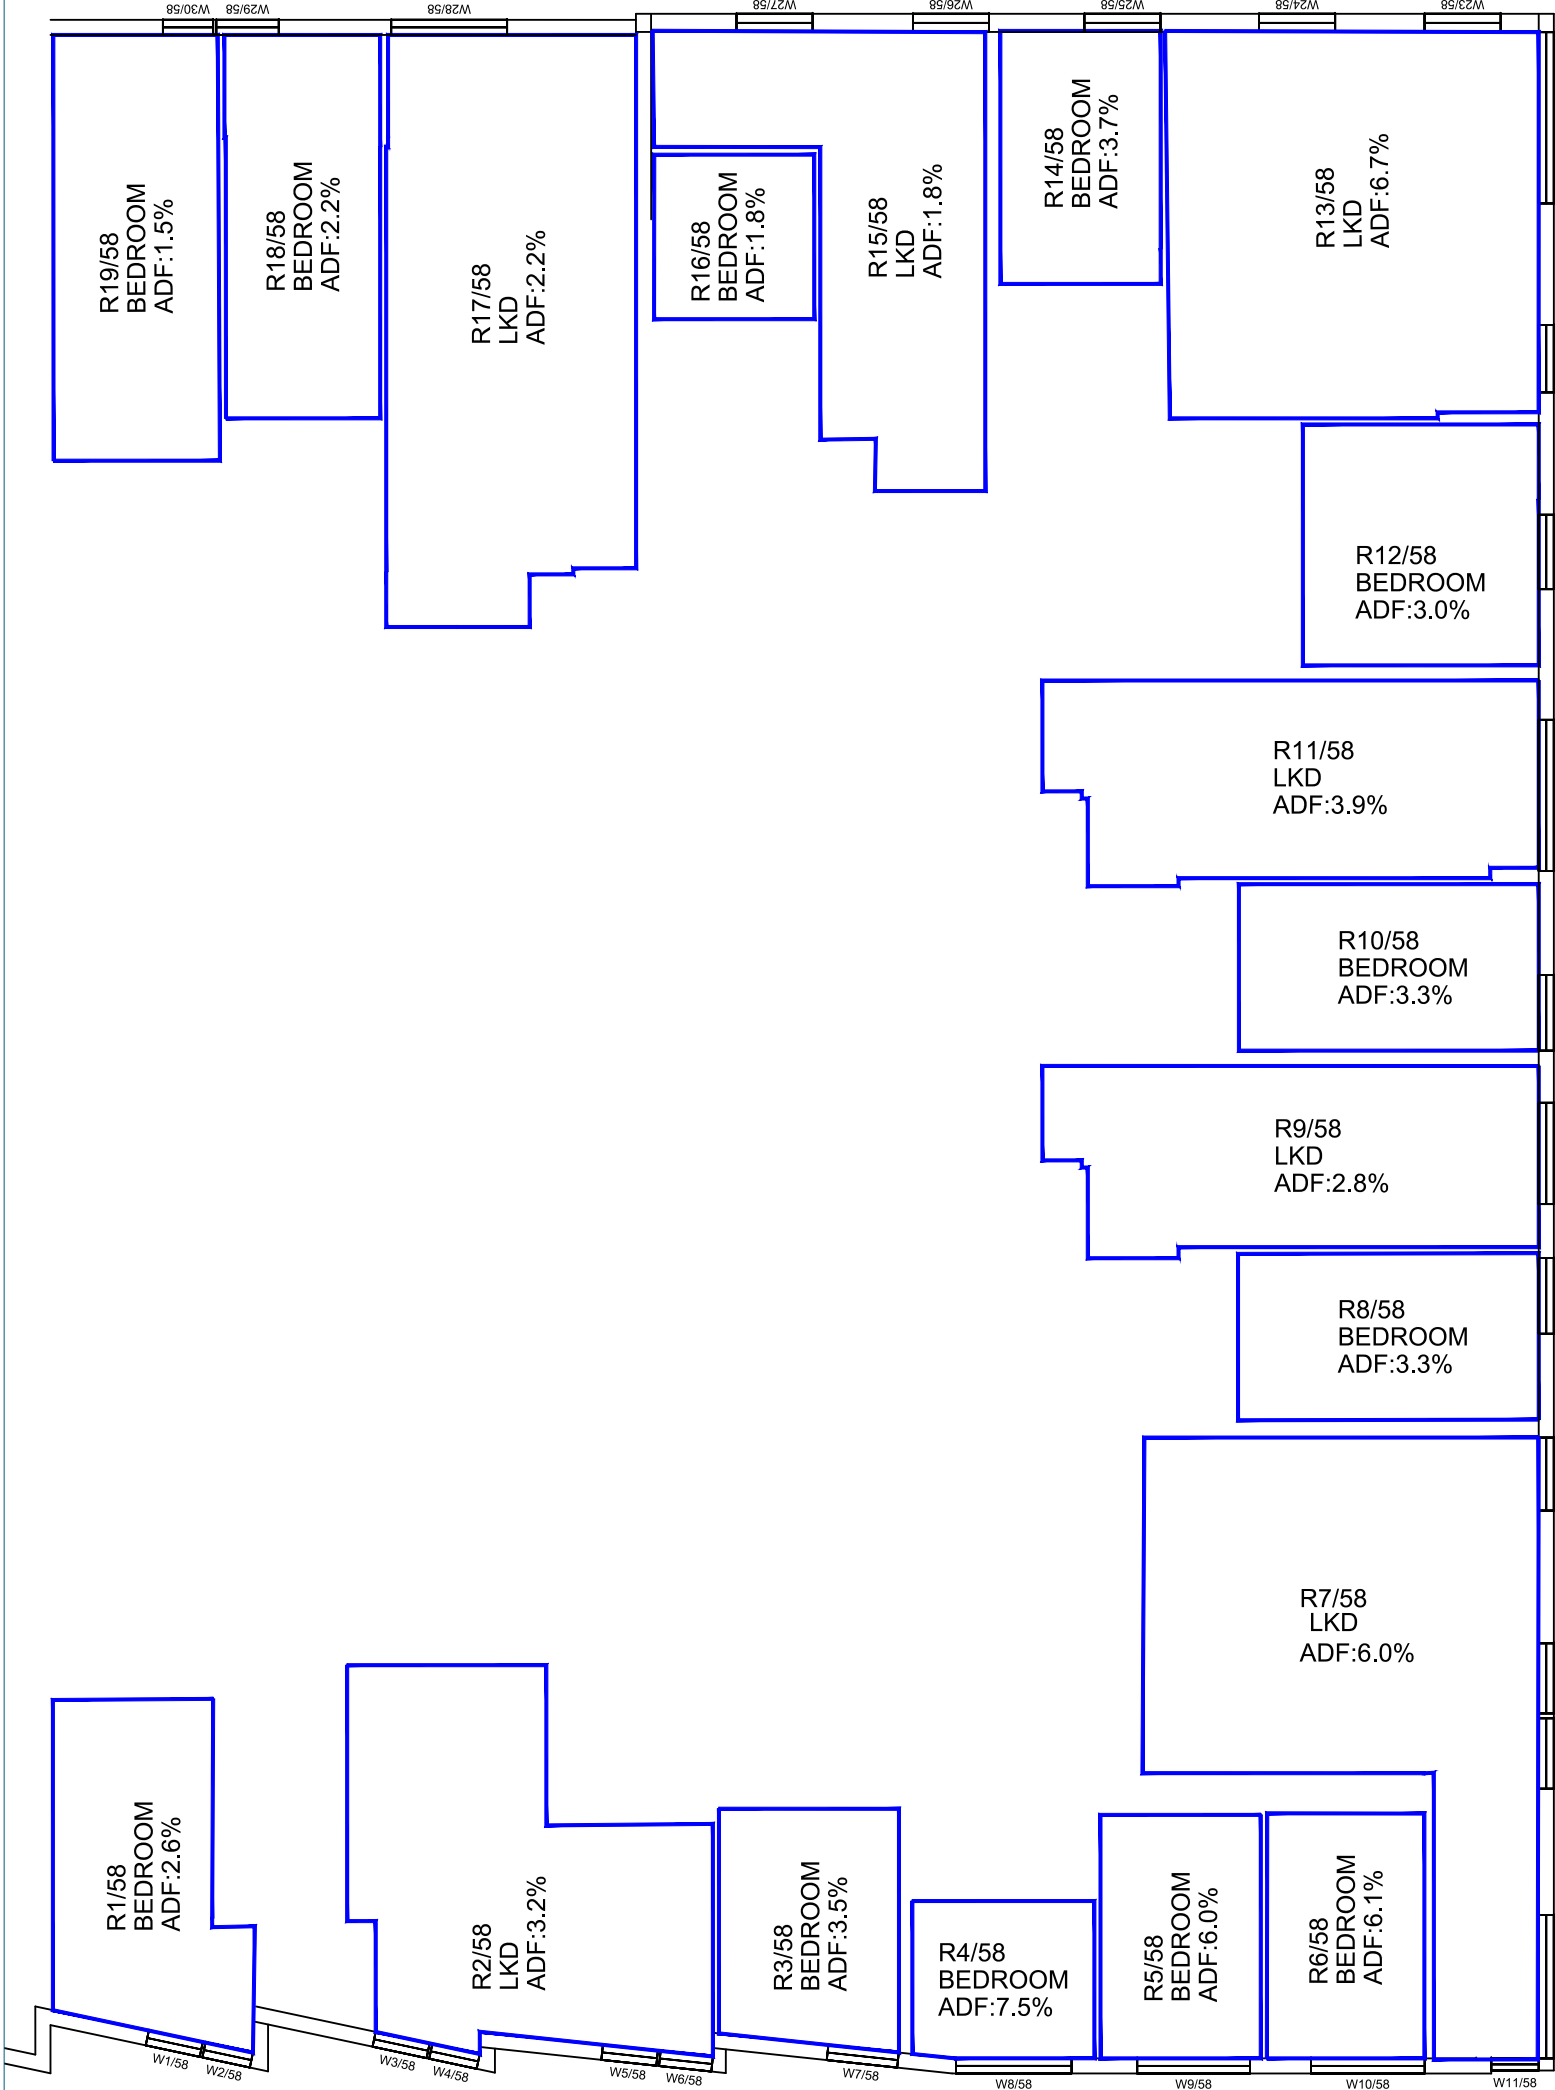 W30/58
W29/58
W28/58
W27/58
W26/58
W25/58
W24/58
W23/58
R19/58
BEDROOM
ADF:1.5%
R18/58
BEDROOM
ADF:2.2%
R17/58
LKD
ADF:2.2%
R16/58
BEDROOM
ADF:1.8%
R15/58
LKD
ADF:1.8%
R14/58
BEDROOM
ADF:3.7%
R13/58
LKD
ADF:6.7%
R12/58
BEDROOM
ADF:3.0%
R11/58
LKD
ADF:3.9%
R10/58
BEDROOM
ADF:3.3%
R9/58
LKD
ADF:2.8%
R8/58
BEDROOM
ADF:3.3%
R7/58
LKD
ADF:6.0%
R1/58
BEDROOM
ADF:2.6%
R2/58
LKD
ADF:3.2%
R3/58
BEDROOM
ADF:3.5%
R4/58
BEDROOM
ADF:7.5%
R5/58
BEDROOM
ADF:6.0%
R6/58
BEDROOM
ADF:6.1%
W1/58
W2/58
W3/58
W4/58
W5/58
W6/58
W7/58
W8/58
W9/58
W10/58
W11/58